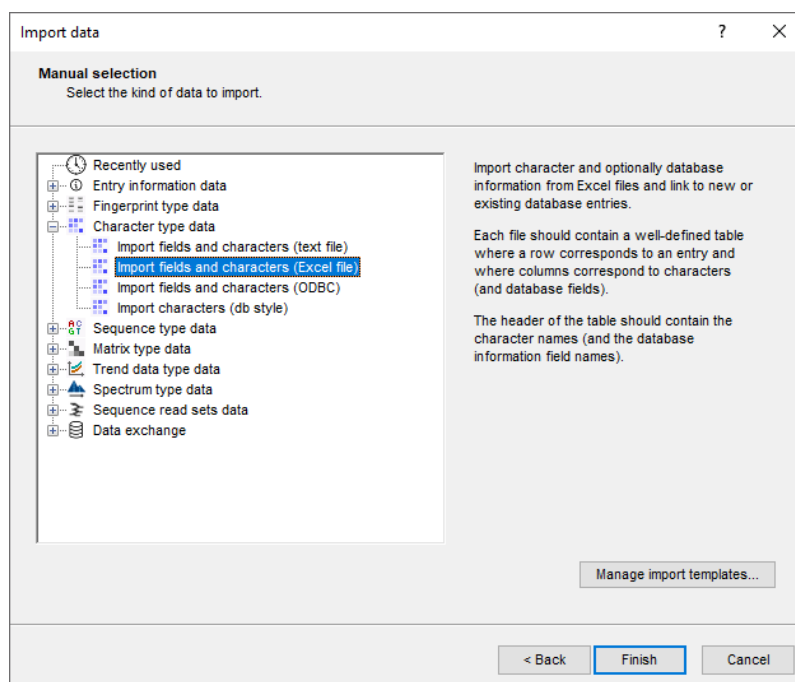 Import data
Manual selection
Select the kind of data to import.
Recently used
Entry information data
Fingerprint type data
Character type data
Import fields and characters (text file)
Import fields and characters (Excel file)
Import fields and characters (ODBC)
Import characters (db style)
Sequence type data
Matrix type data
Trend data type data
Spectrum type data
Sequence read sets data
Data exchange
Import character and optionally database
information from Excel files and link to new or
existing database entries.
Each file should contain a well-defined table
where a row corresponds to an entry and
where columns correspond to characters
(and database fields).
The header of the table should contain the
character names (and the database
information field names).
Manage import templates...
< Back
Finish
Cancel